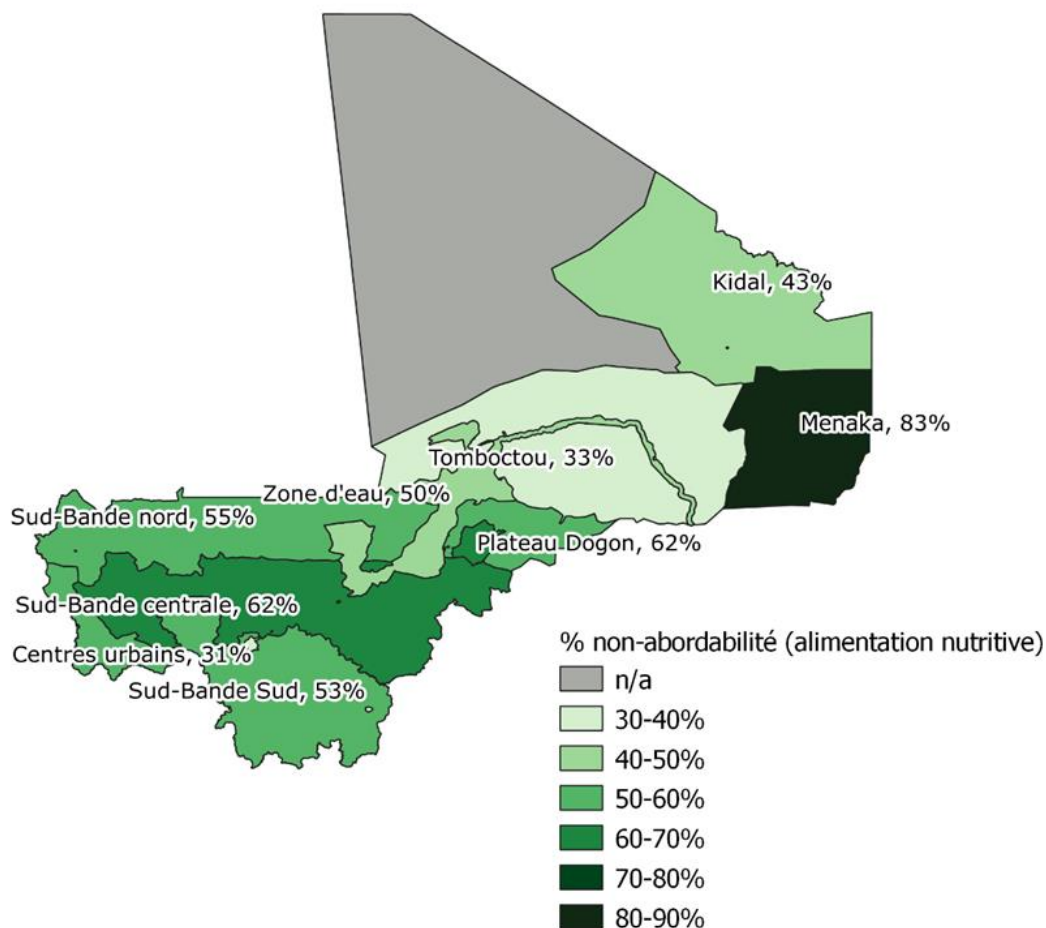 Kidal, 43%
Menaka, 83%
Tomboctou, 33%
Zone d'eau, 50%
Sud-Bande nord, 55%
Plateau Dogon, 62%
Sud-Bande centrale, 62%
Centres urbains, 31%
Sud-Bande Sud, 53%
% non-abordabilité (alimentation nutritive)
n/a
30-40%
40-50%
50-60%
60-70%
70-80%
80-90%